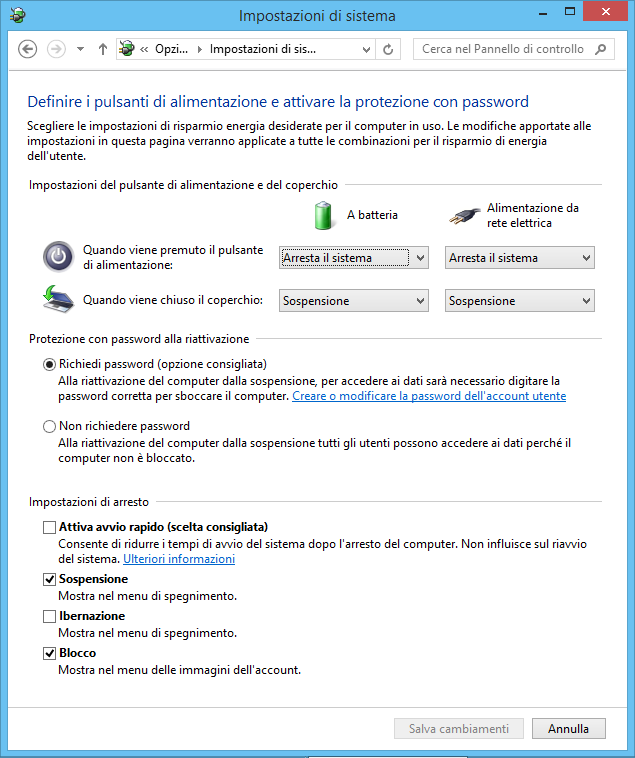 Impostazioni di sistema
« Opzi... Impostazioni di sis... Cerca nel Pannello di controllo
Definire i pulsanti di alimentazione e attivare la protezione con password
Scegliere le impostazioni di risparmio energia desiderate per il computer in uso. Le modifiche apportate alle
impostazioni in questa pagina verranno applicate a tutte le combinazioni per il risparmio di energia
dell'utente.
Impostazioni del pulsante di alimentazione e del coperchio
A batteria
Alimentazione da
rete elettrica
Quando viene premuto il pulsante
di alimentazione:
Arresta il sistema
Arresta il sistema
Quando viene chiuso il coperchio:
Sospensione
Sospensione
Protezione con password alla riattivazione
Richiedi password (opzione consigliata)
Alla riattivazione del computer dalla sospensione, per accedere ai dati sarà necessario digitare la
password corretta per sboccare il computer. Creare o modificare la password dell'account utente
Non richiedere password
Alla riattivazione del computer dalla sospensione tutti gli utenti possono accedere ai dati perché il
computer non è bloccato.
Impostazioni di arresto
Attiva avvio rapido (scelta consigliata)
Consente di ridurre i tempi di avvio del sistema dopo l'arresto del computer. Non influisce sul riavvio
del sistema. Ulteriori informazioni
Sospensione
Mostra nel menu di spegnimento.
Ibernazione
Mostra nel menu di spegnimento.
Blocco
Mostra nel menu delle immagini dell'account.
Salva cambiamenti
Annulla